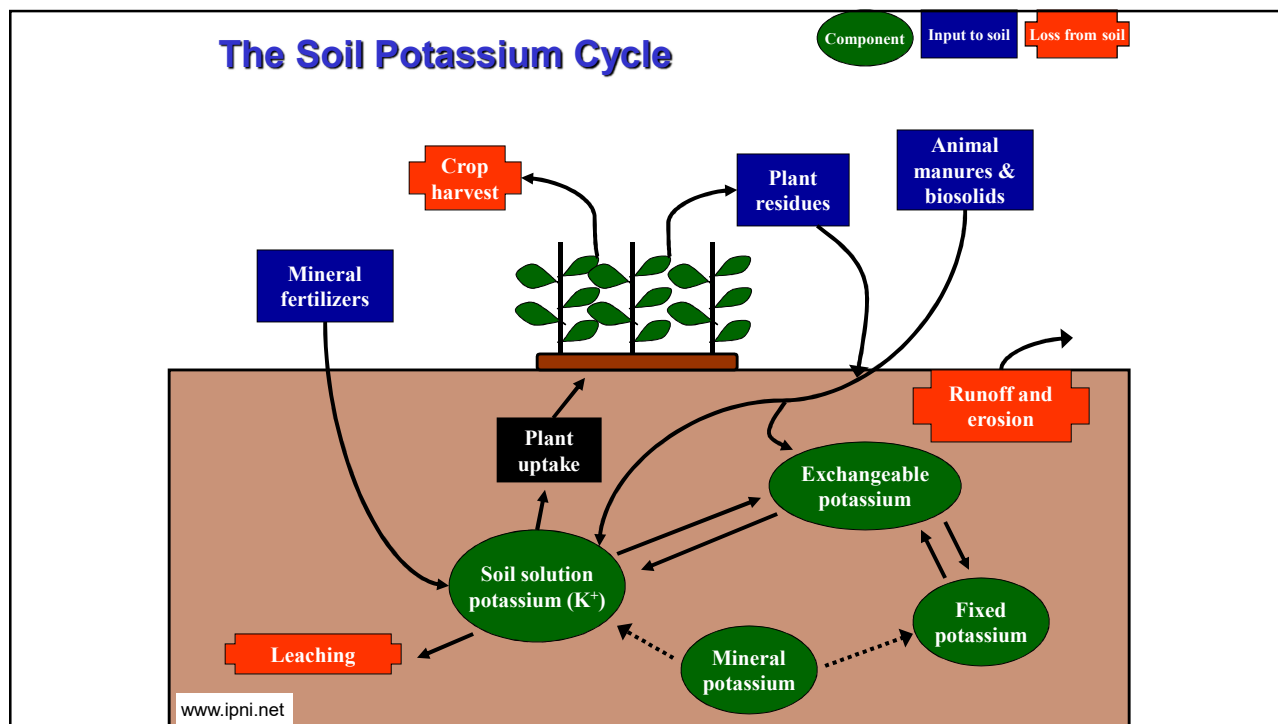 The Soil Potassium Cycle
Component
Input to soil
Loss from soil
Crop
harvest
Plant
residues
Animal
manures &
biosolids
Mineral
fertilizers
Runoff and
erosion
Plant
uptake
Exchangeable
potassium
Soil solution
potassium (K⁺)
Fixed
potassium
Leaching
Mineral
potassium
www.ipni.net